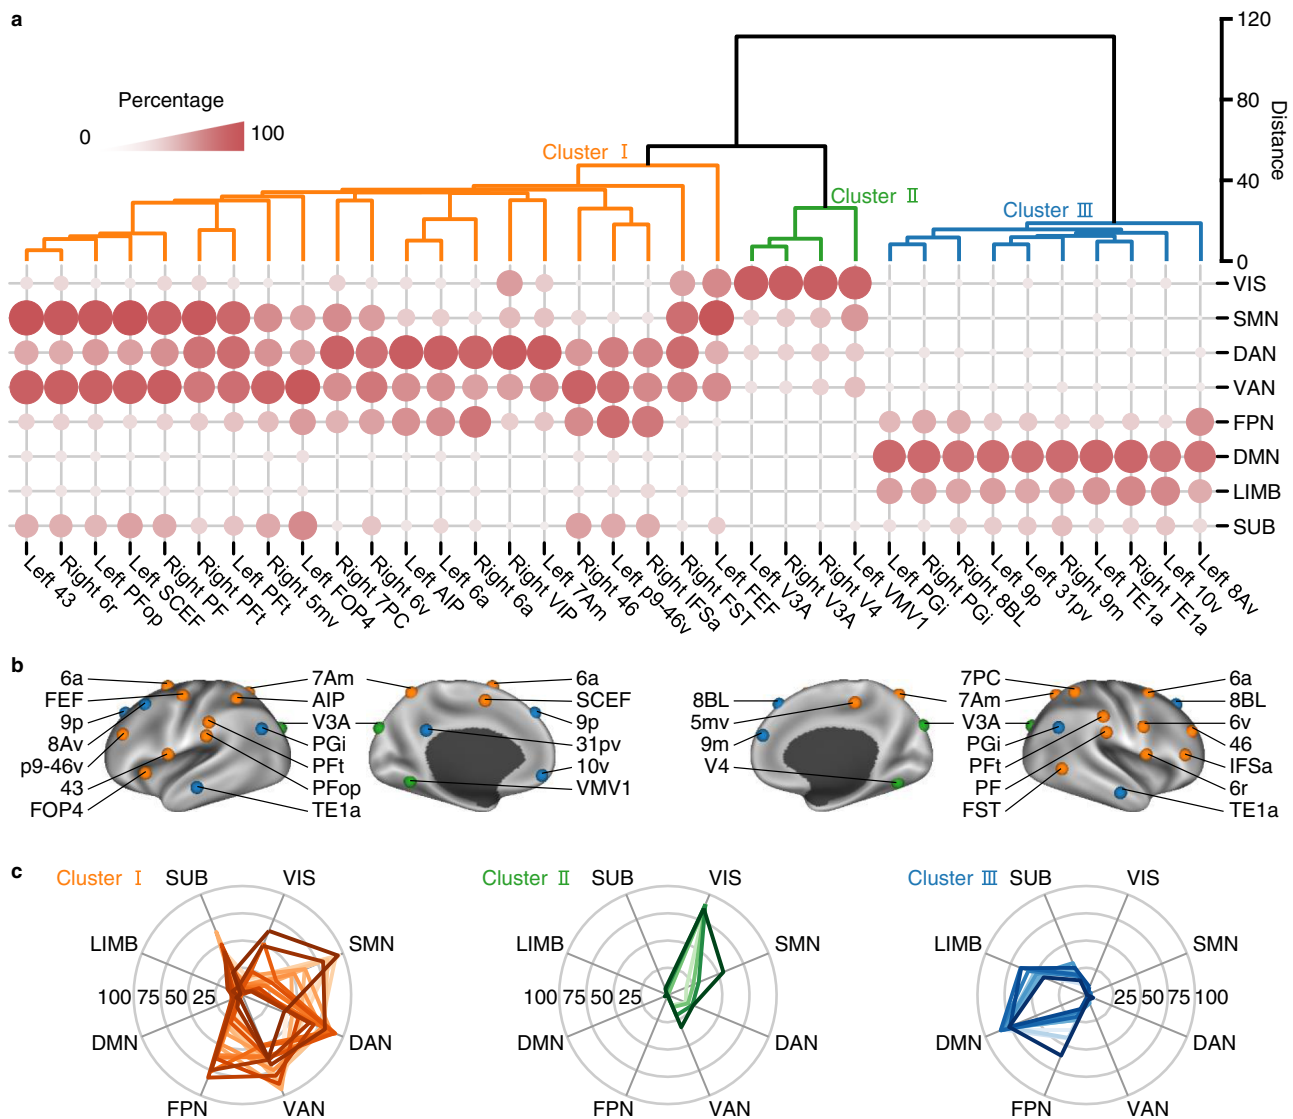 a
120
80
40
0
Distance
Percentage
0
100
Cluster I
Cluster II
Cluster III
VIS
SMN
DAN
VAN
FPN
DMN
LIMB
SUB
Left 43
Right 6r
Left PFop
Left SCEF
Right PF
Right PFt
Left PFt
Right 5mv
Left FOP4
Right 7PC
Right 6v
Left AIP
Left 6a
Right 6a
Right VIP
Left 7Am
Right 46
Left p9-46v
Right IFSa
Right FST
Left FEF
Left V3A
Right V3A
Right V4
Left VMV1
Left PGi
Right PGi
Right 8BL
Left 9p
Left 31pv
Right 9m
Left TE1a
Right TE1a
Left 10v
Left 8Av
b
6a
FEF
9p
8Av
p9-46v
43
FOP4
7Am
AIP
V3A
PGi
PFt
PFop
TE1a
6a
SCEF
9p
31pv
10v
VMV1
8BL
5mv
9m
V4
7PC
7Am
V3A
PGi
PFt
PF
FST
6a
8BL
6v
46
IFSa
6r
TE1a
c
Cluster I
SUB
VIS
LIMB
SMN
100 75 50 25
DMN
DAN
FPN
VAN
Cluster II
SUB
VIS
LIMB
SMN
100 75 50 25
DMN
DAN
FPN
VAN
Cluster III
SUB
VIS
LIMB
SMN
25 50 75 100
DMN
DAN
FPN
VAN